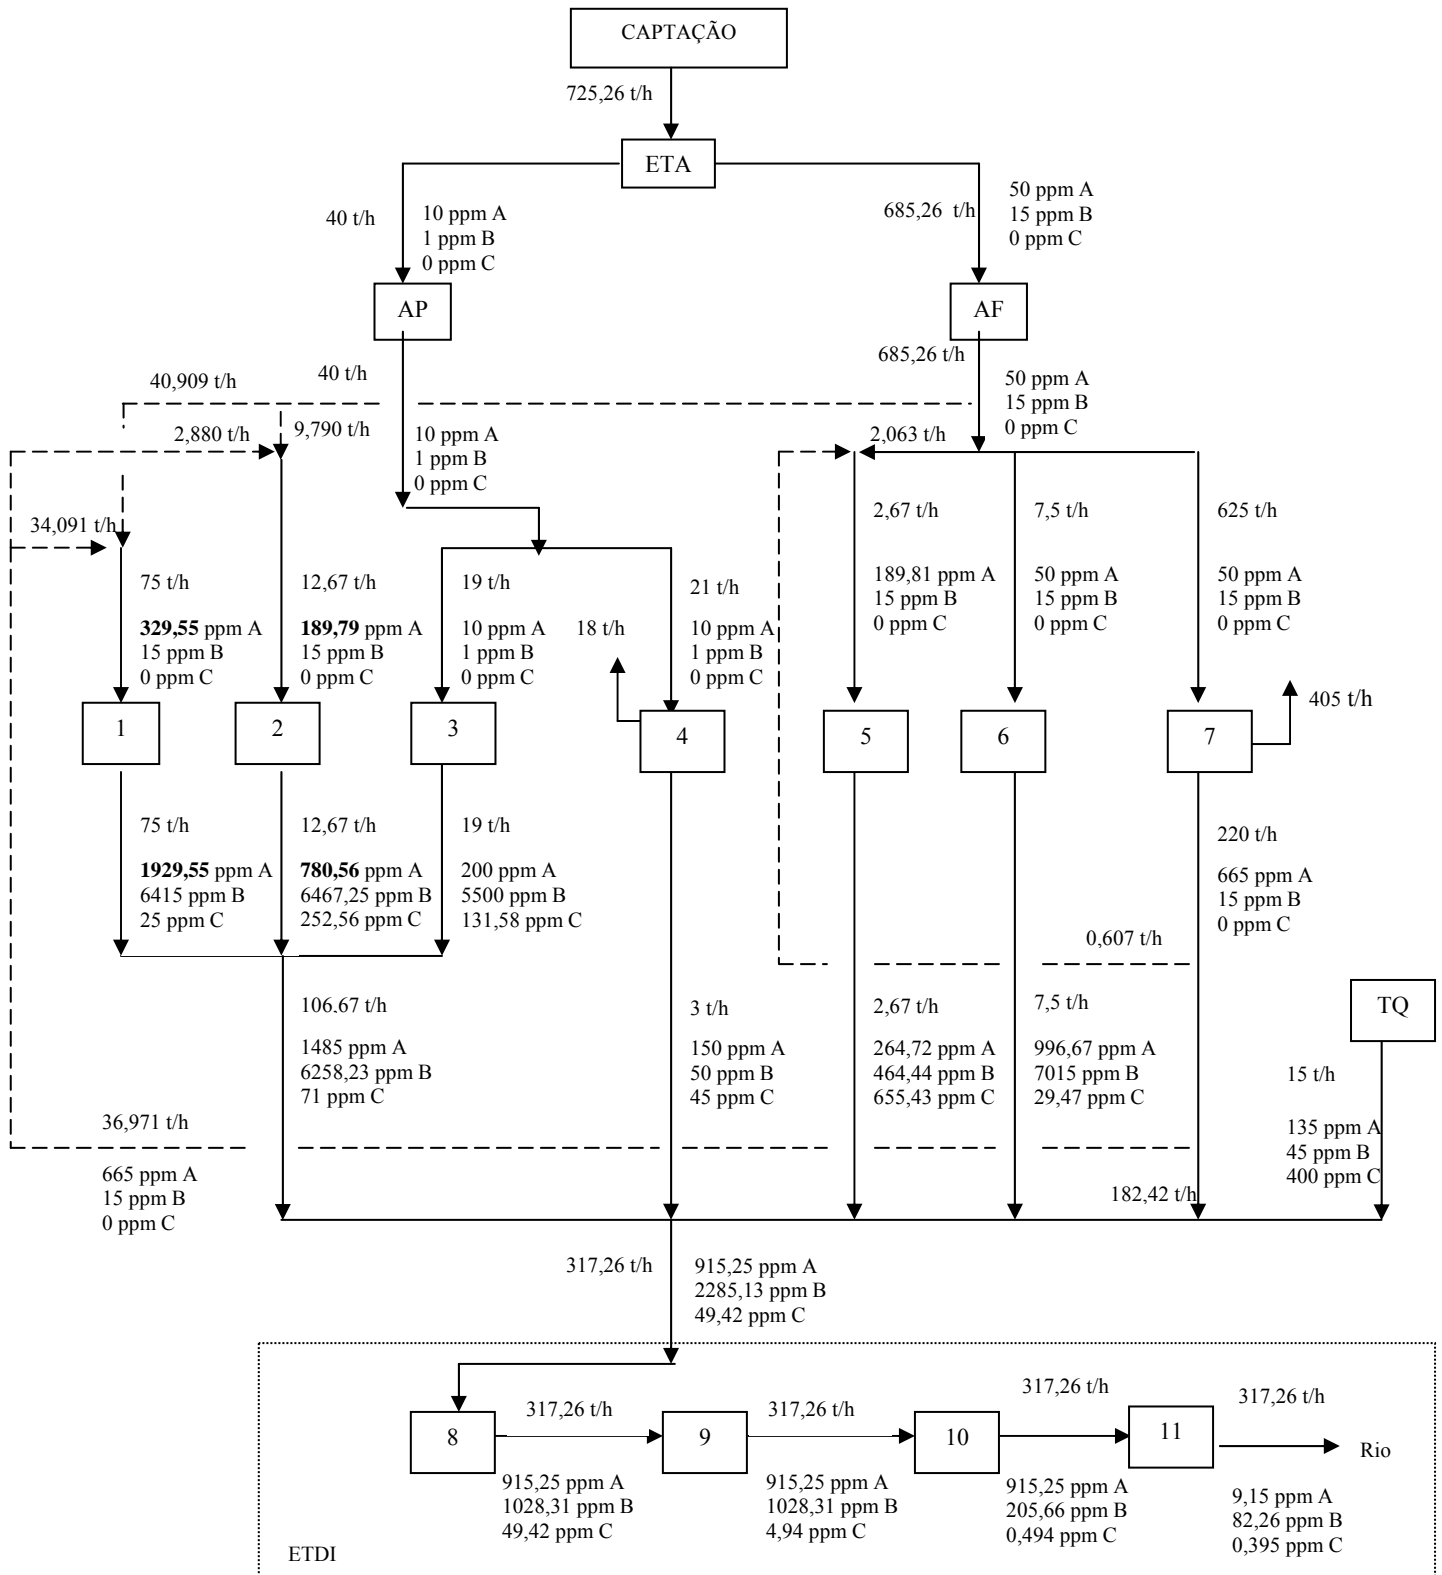 CAPTAÇÃO
725,26 t/h
ETA
40 t/h
10 ppm A
1 ppm B
0 ppm C
685,26 t/h
50 ppm A
15 ppm B
0 ppm C
AP
AF
685,26 t/h
40 t/h
40,909 t/h
50 ppm A
15 ppm B
0 ppm C
2,880 t/h
9,790 t/h
10 ppm A
1 ppm B
0 ppm C
2,063 t/h
34,091 t/h
75 t/h
329,55 ppm A
15 ppm B
0 ppm C
12,67 t/h
189,79 ppm A
15 ppm B
0 ppm C
19 t/h
10 ppm A
1 ppm B
0 ppm C
18 t/h
21 t/h
10 ppm A
1 ppm B
0 ppm C
2,67 t/h
189,81 ppm A
15 ppm B
0 ppm C
7,5 t/h
50 ppm A
15 ppm B
0 ppm C
625 t/h
50 ppm A
15 ppm B
0 ppm C
405 t/h
1
2
3
4
5
6
7
75 t/h
1929,55 ppm A
6415 ppm B
25 ppm C
12,67 t/h
780,56 ppm A
6467,25 ppm B
252,56 ppm C
19 t/h
200 ppm A
5500 ppm B
131,58 ppm C
220 t/h
665 ppm A
15 ppm B
0 ppm C
0,607 t/h
106,67 t/h
1485 ppm A
6258,23 ppm B
71 ppm C
3 t/h
150 ppm A
50 ppm B
45 ppm C
2,67 t/h
264,72 ppm A
464,44 ppm B
655,43 ppm C
7,5 t/h
996,67 ppm A
7015 ppm B
29,47 ppm C
TQ
15 t/h
135 ppm A
45 ppm B
400 ppm C
36,971 t/h
665 ppm A
15 ppm B
0 ppm C
182,42 t/h
317,26 t/h
915,25 ppm A
2285,13 ppm B
49,42 ppm C
8
317,26 t/h
915,25 ppm A
1028,31 ppm B
49,42 ppm C
9
317,26 t/h
915,25 ppm A
1028,31 ppm B
4,94 ppm C
10
317,26 t/h
915,25 ppm A
205,66 ppm B
0,494 ppm C
11
317,26 t/h
Rio
9,15 ppm A
82,26 ppm B
0,395 ppm C
ETDI